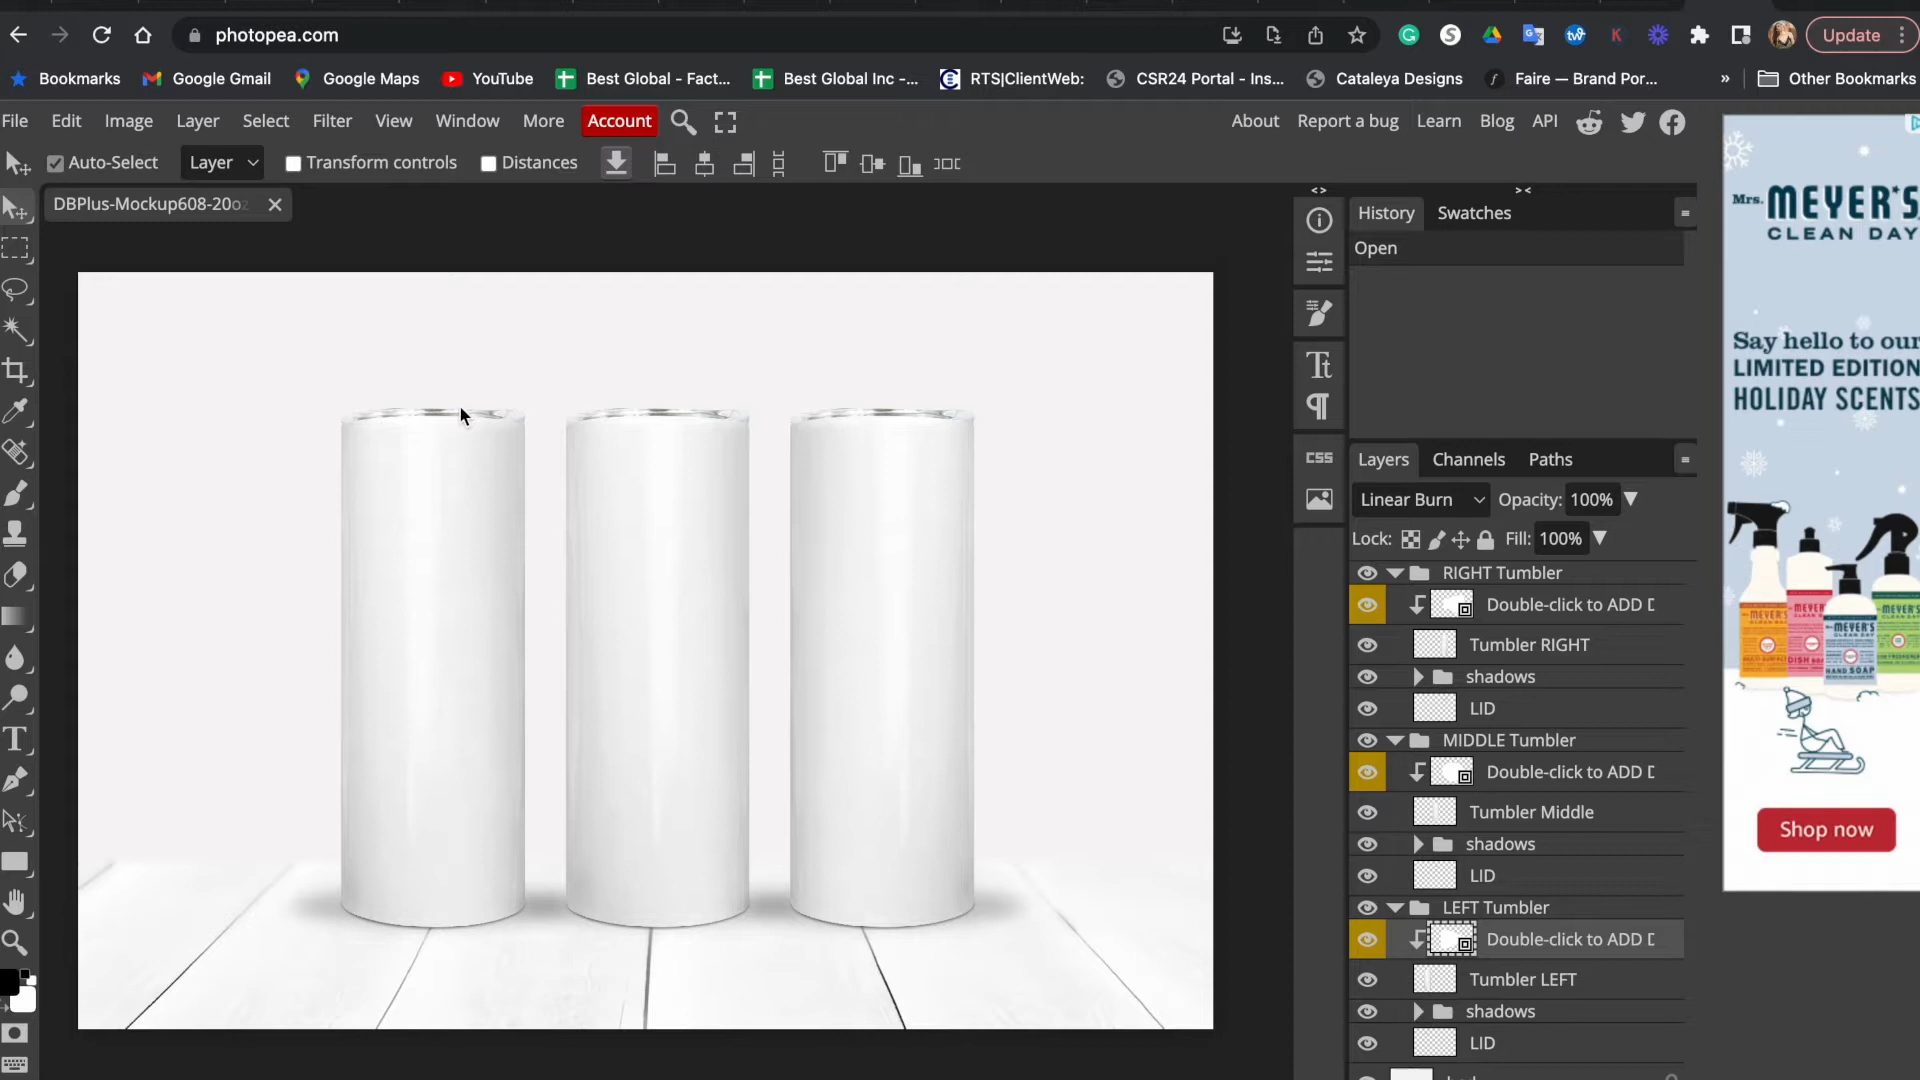 photopea.com
Update
Bookmarks
Google Gmail
Google Maps
YouTube
Best Global - Fact...
Best Global Inc -...
RTS|ClientWeb:
CSR24 Portal - Ins...
Cataleya Designs
Faire — Brand Por...
»
Other Bookmarks
File Edit Image Layer Select Filter View Window More Account
About Report a bug Learn Blog API
Auto-Select Layer Transform controls Distances
DBPlus-Mockup608-20oz
History Swatches
Open
CSS
Layers Channels Paths
Linear Burn Opacity: 100%
Lock: Fill: 100%
RIGHT Tumbler
Double-click to ADD D
Tumbler RIGHT
shadows
LID
MIDDLE Tumbler
Double-click to ADD D
Tumbler Middle
shadows
LID
LEFT Tumbler
Double-click to ADD D
Tumbler LEFT
shadows
LID
Mrs. MEYER'S
CLEAN DAY
Say hello to our
LIMITED EDITION
HOLIDAY SCENTS
MEYER'S
HAND SOAP
Shop now